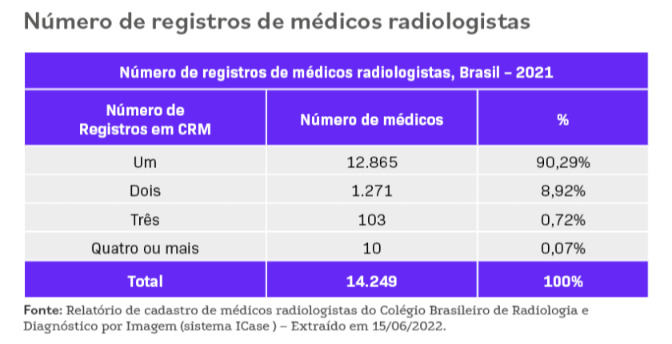 Número de registros de médicos radiologistas
Número de registros de médicos radiologistas, Brasil – 2021
Número de
Registros em CRM
Número de médicos
%
Um 12.865 90,29%
Dois 1.271 8,92%
Três 103 0,72%
Quatro ou mais 10 0,07%
Total 14.249 100%
Fonte: Relatório de cadastro de médicos radiologistas do Colégio Brasileiro de Radiologia e
Diagnóstico por Imagem (sistema ICase ) – Extraído em 15/06/2022.